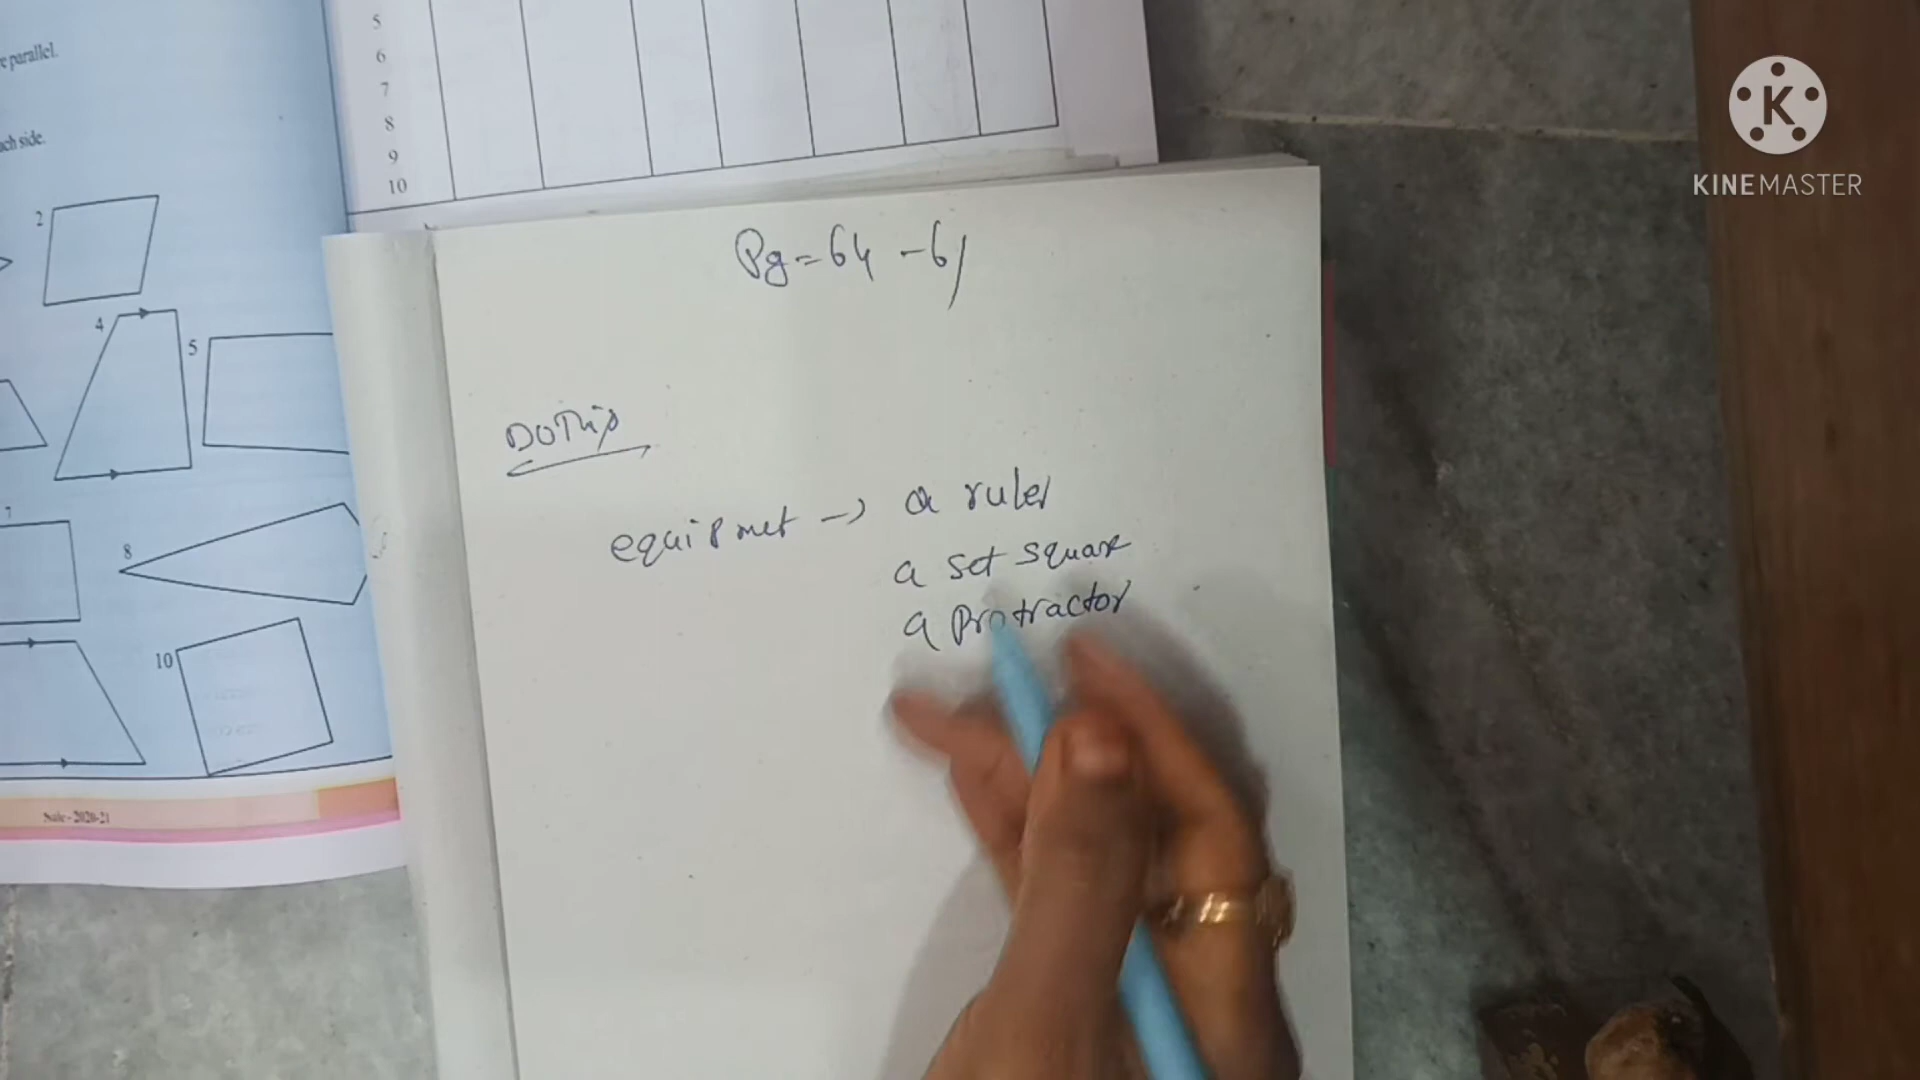 e parallel.
ch side.
2
4
5
7
8
10
5
6
7
8
9
10
Pg = 64 - 6
DOThis
equipmet → a ruler
a set square
a Protractor
KINEMASTER